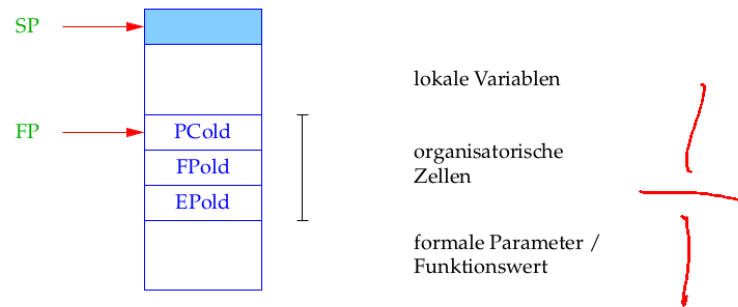 SP
lokale Variablen
FP
PCold
organisatorische
Zellen
FPold
EPold
formale Parameter /
Funktionswert